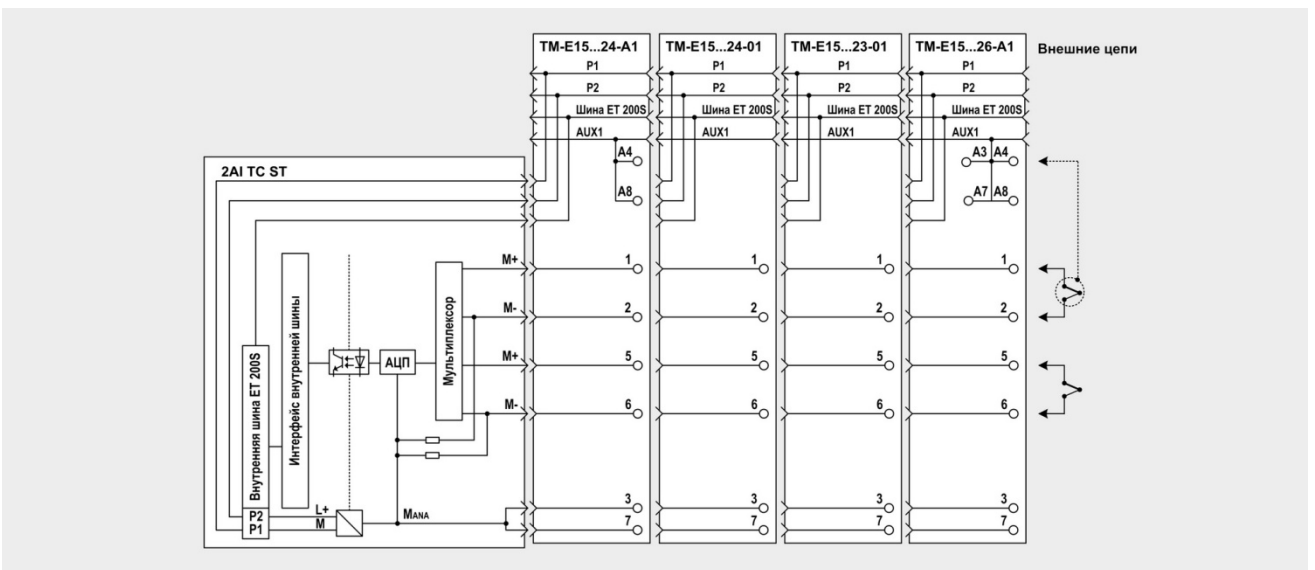 TM-E15...24-A1 TM-E15...24-01 TM-E15...23-01 TM-E15...26-A1 Внешние цепи
P1 P1 P1 P1
P2 P2 P2 P2
Шина ET 200S Шина ET 200S Шина ET 200S Шина ET 200S
AUX1 AUX1 AUX1 AUX1
A4 A3 A4
2AI TC ST
A8 A7 A8
M+ 1 1 1 1
M- 2 2 2 2
M+ 5 5 5 5
M- 6 6 6 6
Внутренняя шина ET 200S
Интерфейс внутренней шины
АЦП
Мультиплексор
3 3 3 3
P2 L+ MANA
P1 M 7 7 7 7